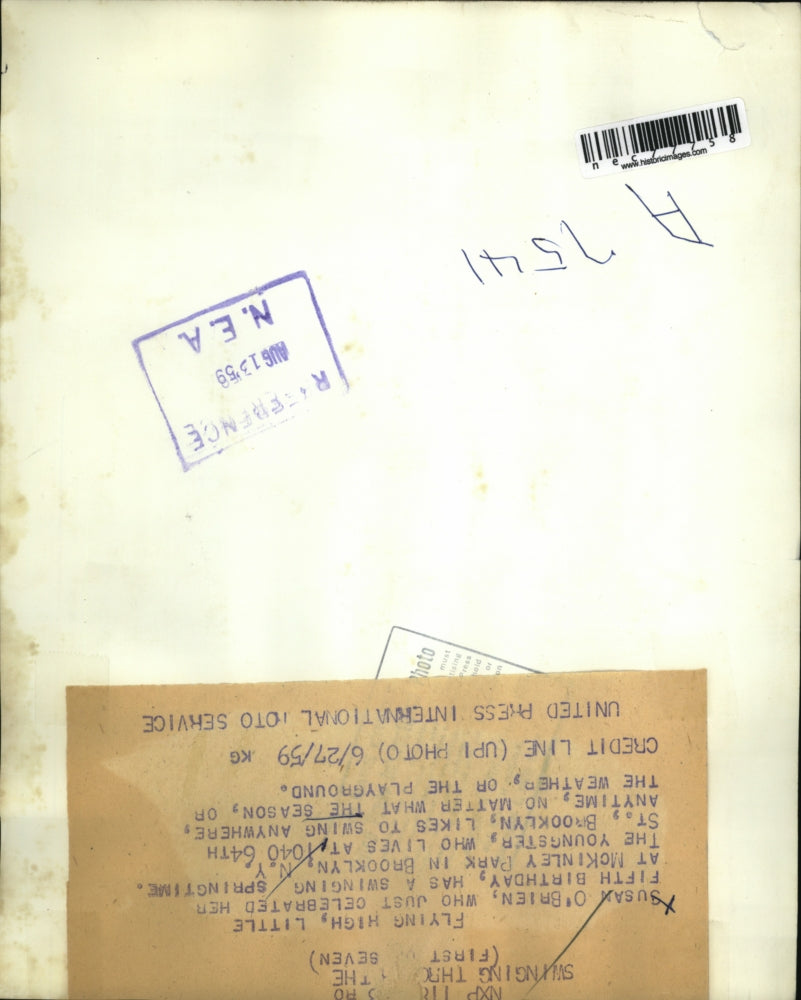 SWINGING THE
(FIRST SEVEN)
FLYING HIGH, LITTLE
SUSAN O'BRIEN, WHO JUST CELEBRATED HER
FIFTH BIRTHDAY, HAS A SWINGING SPRINGTIME.
AT MCKINLEY PARK IN BROOKLYN, N.Y.
THE YOUNGSTER, WHO LIVES AT 1040 64TH
ST., BROOKLYN, LIKES TO SWING ANYWHERE,
ANYTIME, NO MATTER WHAT THE SEASON, OR
THE WEATHER, OR THE PLAYGROUND.
CREDIT LINE (UPI PHOTO) 6/27/59 KG
UNITED PRESS INTERNATIONAL
SERVICE
REFERENCE
AUG 13 '59
N.E.A.
A 7541
www.historicimages.com